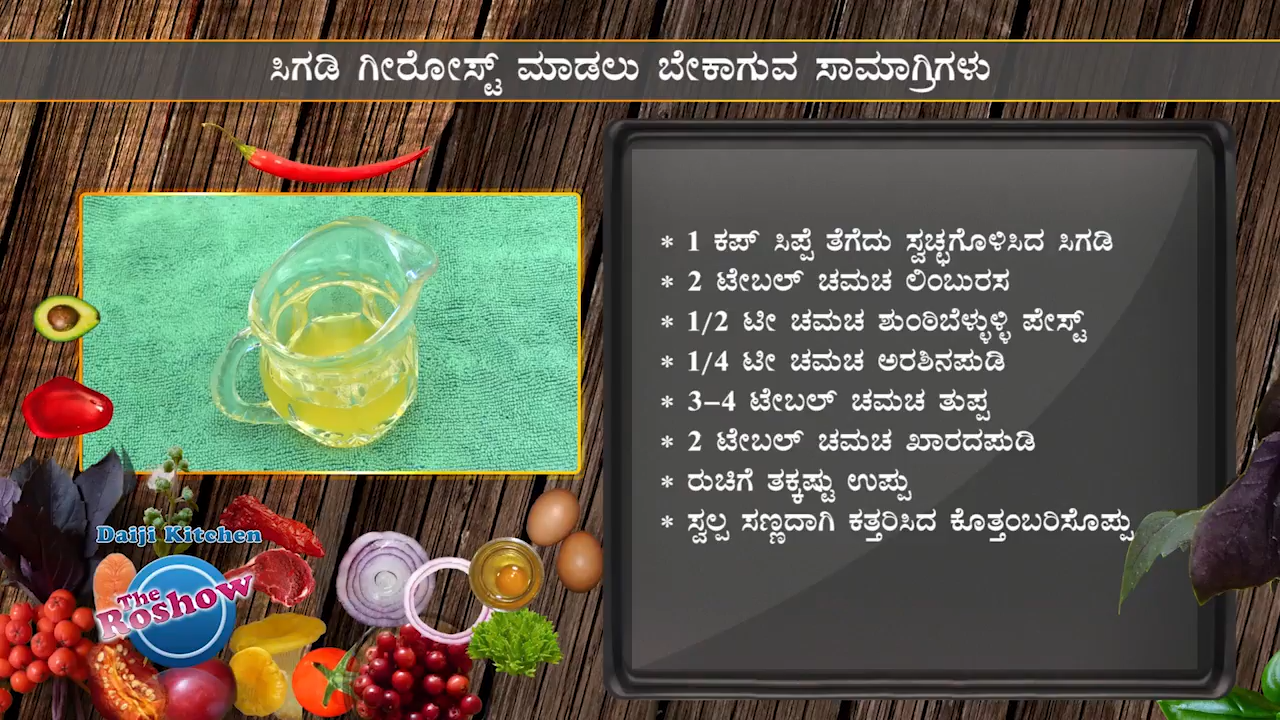 ಸಿಗಡಿ ಗೀರೋಸ್ಟ್ ಮಾಡಲು ಬೇಕಾಗುವ ಸಾಮಾಗ್ರಿಗಳು
* 1 ಕಪ್ ಸಿಪ್ಪೆ ತೆಗೆದು ಸ್ವಚ್ಛಗೊಳಿಸಿದ ಸಿಗಡಿ
* 2 ಟೇಬಲ್ ಚಮಚ ಲಿಂಬುರಸ
* 1/2 ಟೀ ಚಮಚ ಶುಂಠಿಬೆಳ್ಳುಳ್ಳಿ ಪೇಸ್ಟ್
* 1/4 ಟೀ ಚಮಚ ಅರಶಿನಪುಡಿ
* 3-4 ಟೇಬಲ್ ಚಮಚ ತುಪ್ಪ
* 2 ಟೇಬಲ್ ಚಮಚ ಖಾರದಪುಡಿ
* ರುಚಿಗೆ ತಕ್ಕಷ್ಟು ಉಪ್ಪು
* ಸ್ವಲ್ಪ ಸಣ್ಣದಾಗಿ ಕತ್ತರಿಸಿದ ಕೊತ್ತಂಬರಿಸೊಪ್ಪು
Daiji Kitchen
The
Roshow